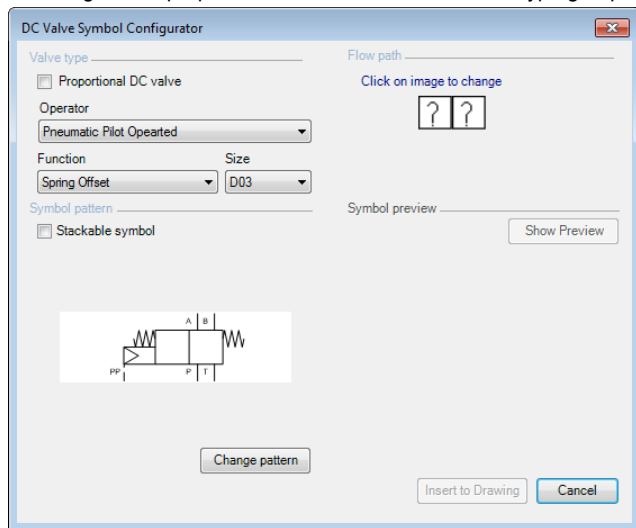 DC Valve Symbol Configurator
Valve type
Proportional DC valve
Operator
Pneumatic Pilot Opearted
Function
Size
Spring Offset
D03
Symbol pattern
Stackable symbol
A B
PP P T
Change pattern
Flow path
Click on image to change
? ?
Symbol preview
Show Preview
Insert to Drawing
Cancel